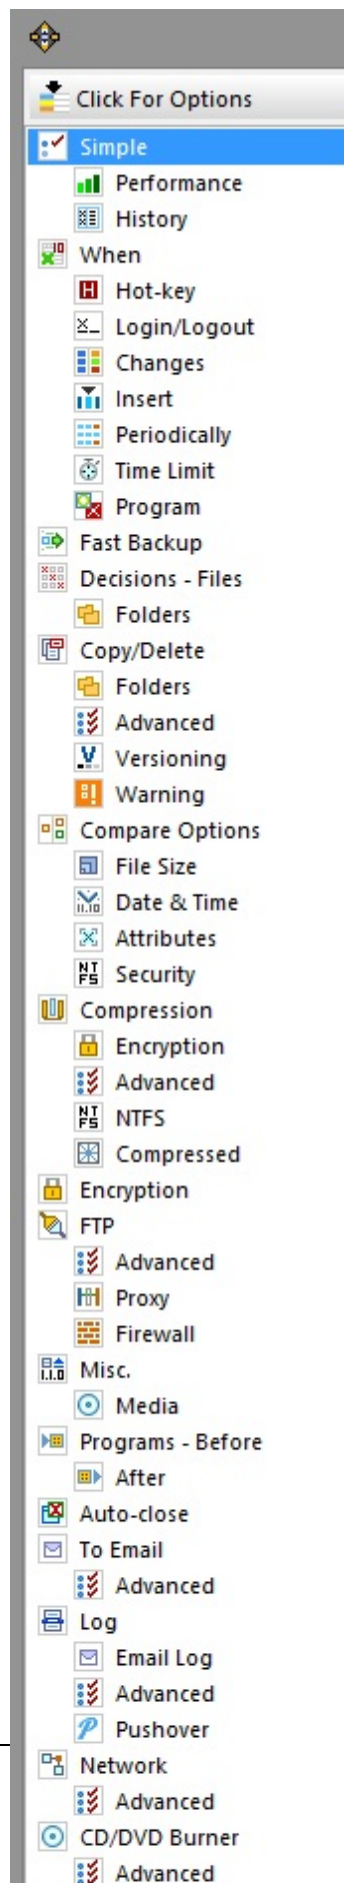 Click For Options
Simple
Performance
History
When
Hot-key
Login/Logout
Changes
Insert
Periodically
Time Limit
Program
Fast Backup
Decisions - Files
Folders
Copy/Delete
Folders
Advanced
Versioning
Warning
Compare Options
File Size
Date & Time
Attributes
Security
Compression
Encryption
Advanced
NTFS
Compressed
Encryption
FTP
Advanced
Proxy
Firewall
Misc.
Media
Programs - Before
After
Auto-close
To Email
Advanced
Log
Email Log
Advanced
Pushover
Network
Advanced
CD/DVD Burner
Advanced